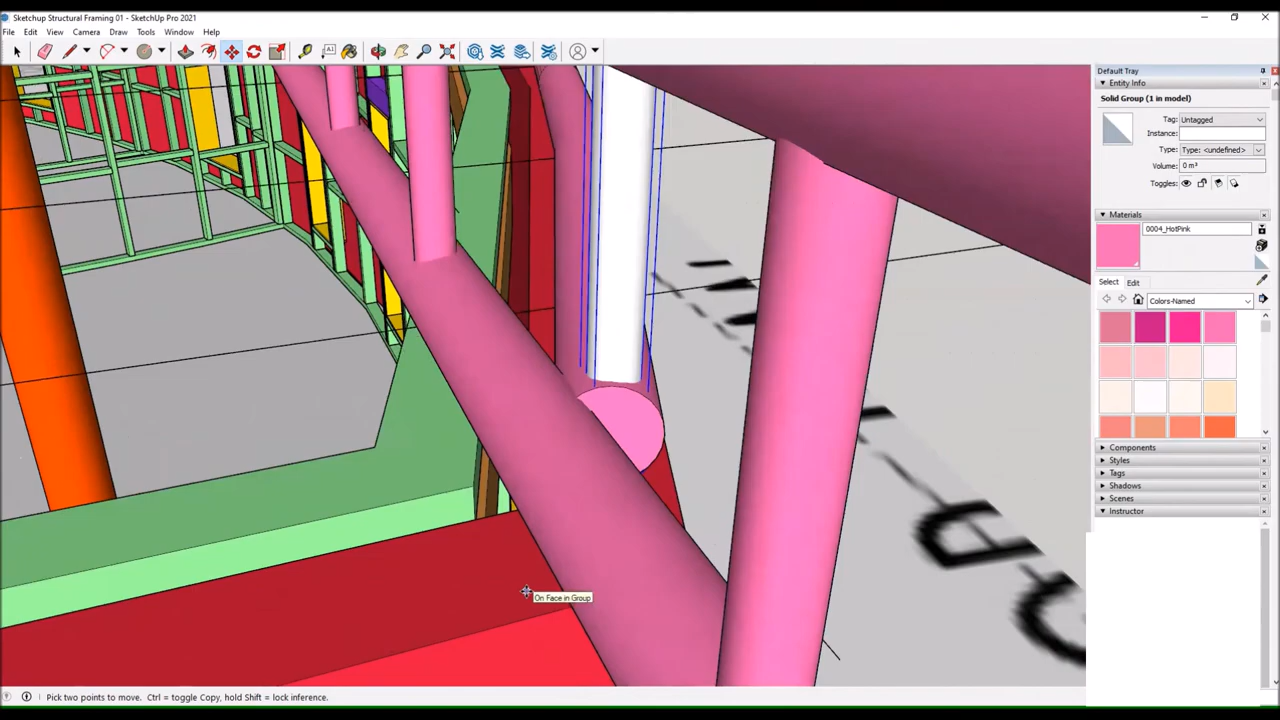 Sketchup Structural Framing 01 - SketchUp Pro 2021
File Edit View Camera Draw Tools Window Help
Default Tray
Entity Info
Solid Group (1 in model)
Tag: Untagged
Instance:
Type: Type: <undefined>
Volume: 0 m³
Toggles:
Materials
0004_HotPink
Select Edit
Colors-Named
Components
Styles
Tags
Shadows
Scenes
Instructor
On Face in Group
Pick two points to move. Ctrl = toggle Copy, hold Shift = lock inference.